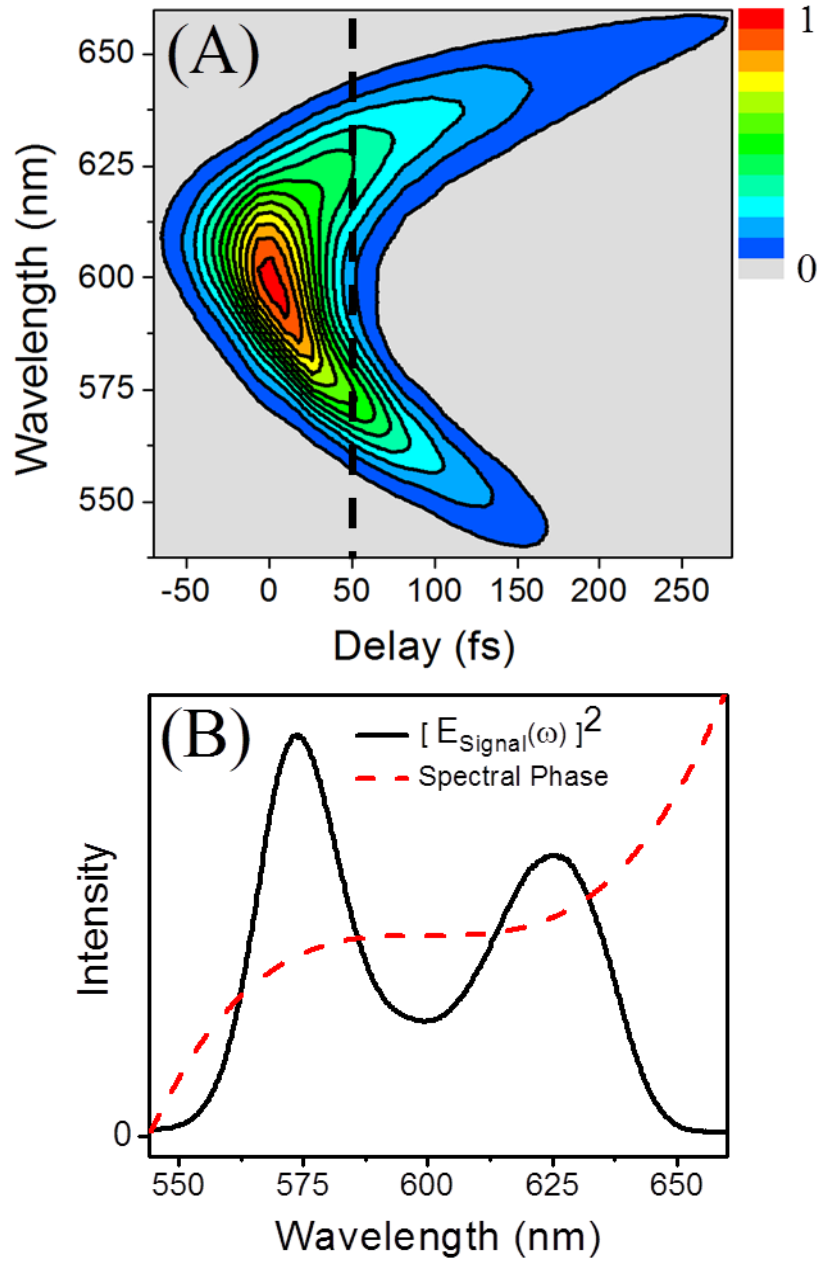 (A)
1
0
650
625
600
575
550
Wavelength (nm)
-50 0 50 100 150 200 250
Delay (fs)
(B)
[ E_Signal(ω) ]^2
Spectral Phase
Intensity
0
550 575 600 625 650
Wavelength (nm)